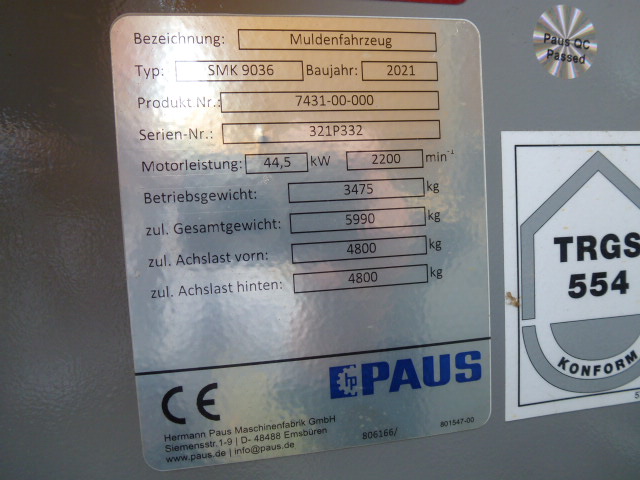 Bezeichnung: Muldenfahrzeug
Typ: SMK 9036 Baujahr: 2021
Produkt.Nr.: 7431-00-000
Serien-Nr.: 321P332
Motorleistung: 44,5 kW 2200 min⁻¹
Betriebsgewicht: 3475 kg
zul. Gesamtgewicht: 5990 kg
zul. Achslast vorn: 4800 kg
zul. Achslast hinten: 4800 kg
CE
hp PAUS
Hermann Paus Maschinenfabrik GmbH
Siemensstr.1-9 | D- 48488 Emsbüren
www.paus.de | info@paus.de
806166/
801547-00
Paus QC
Passed
TRGS
554
KONFORM